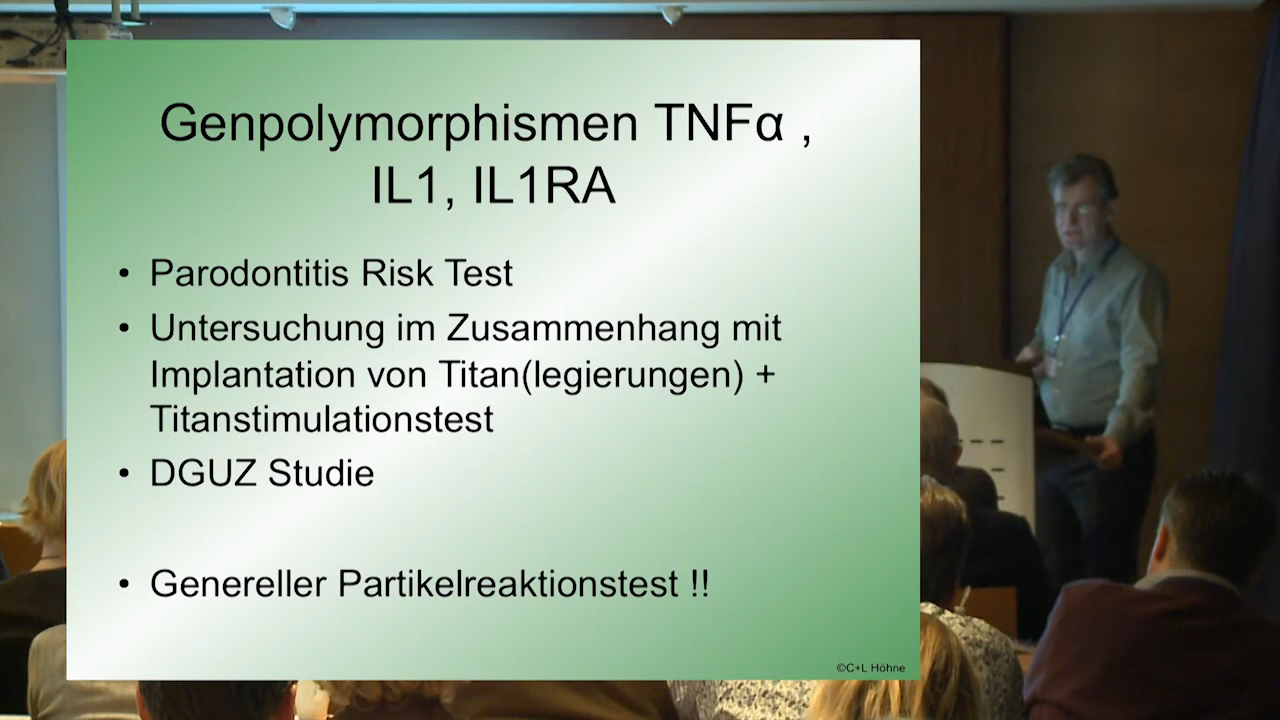 Genpolymorphismen TNFα ,
IL1, IL1RA
• Parodontitis Risk Test
• Untersuchung im Zusammenhang mit
Implantation von Titan(legierungen) +
Titanstimulationstest
• DGUZ Studie
• Genereller Partikelreaktionstest !!
©C+L Höhne